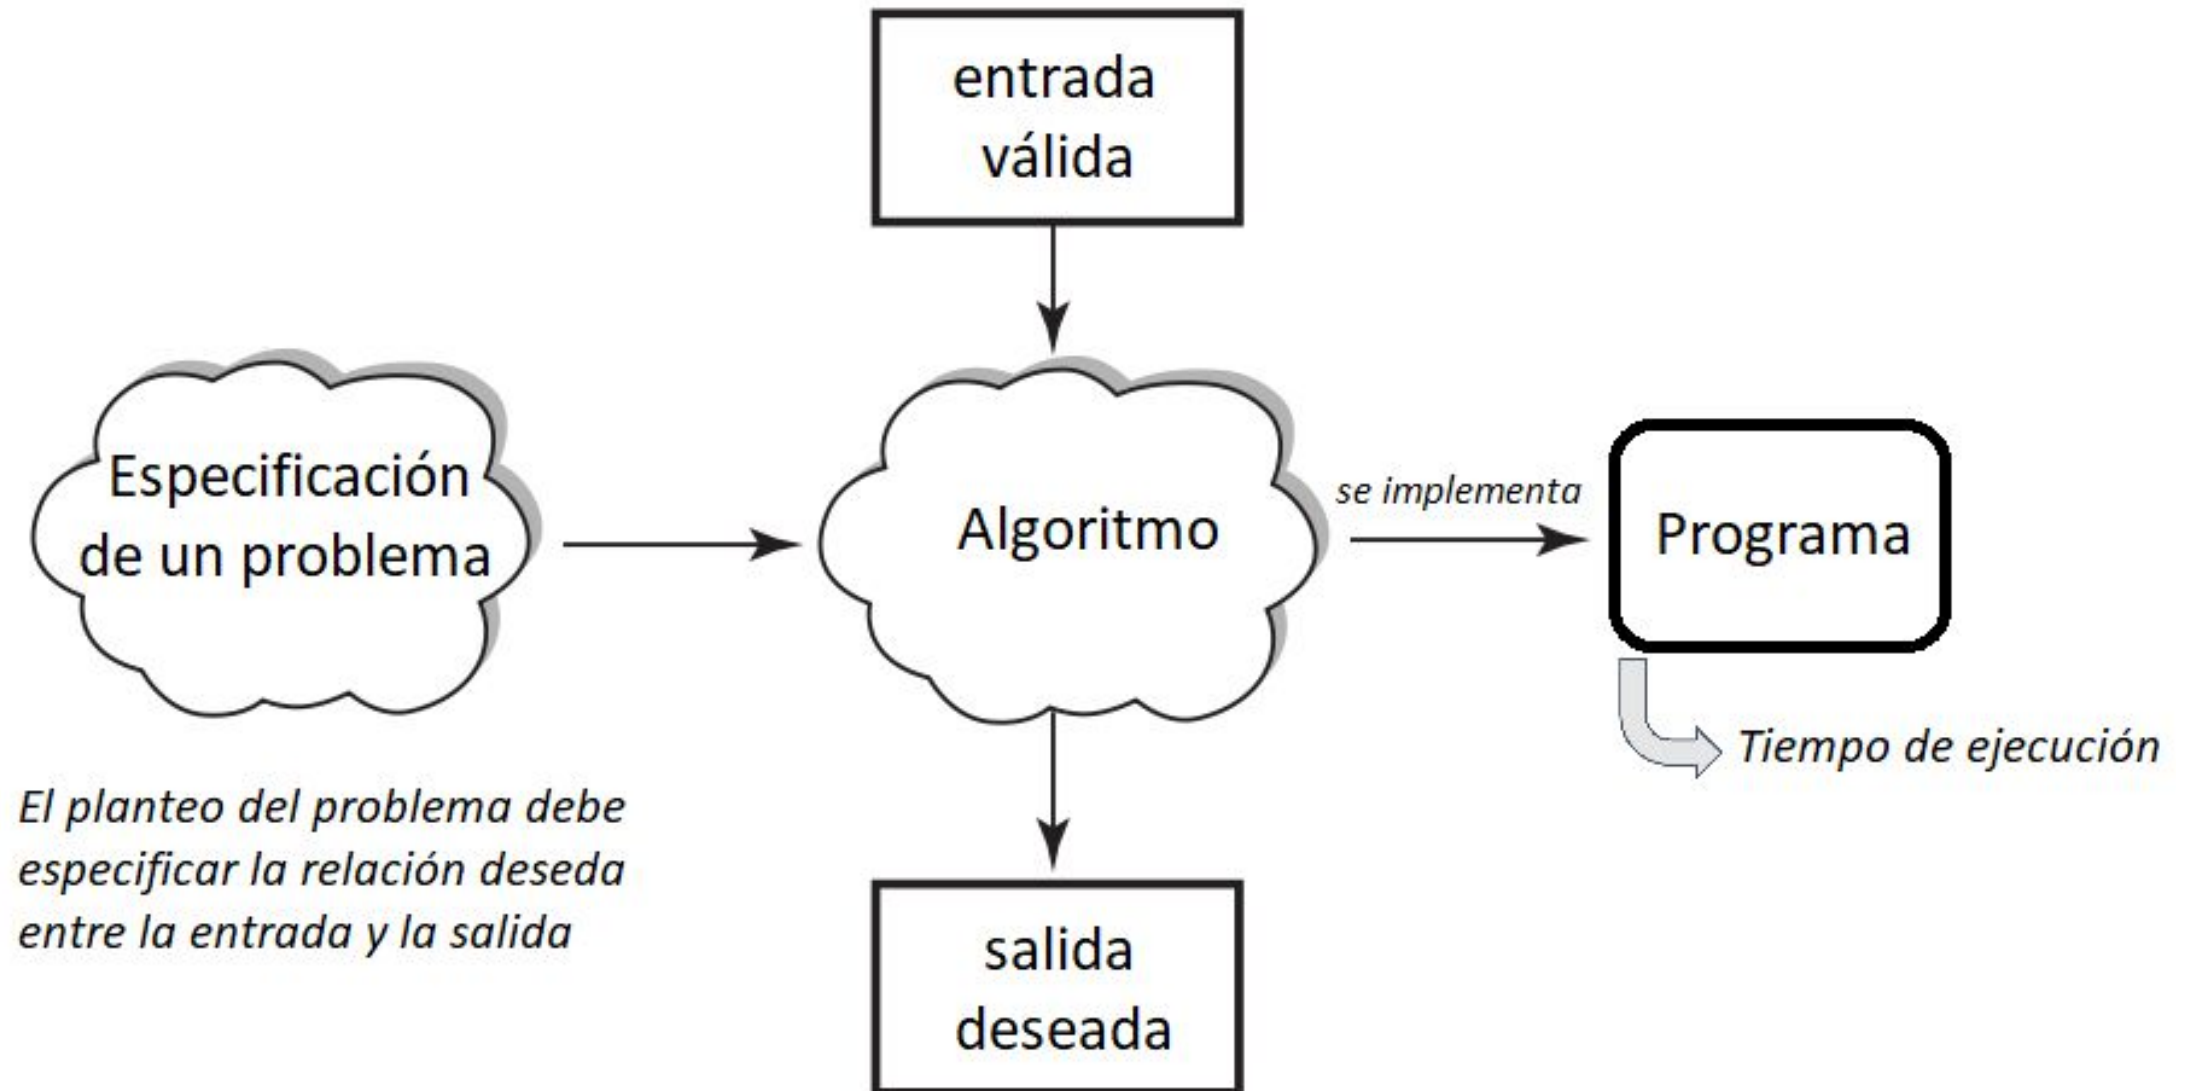 entrada
válida
Especificación
de un problema
Algoritmo
se implementa
Programa
Tiempo de ejecución
El planteo del problema debe
especificar la relación deseda
entre la entrada y la salida
salida
deseada